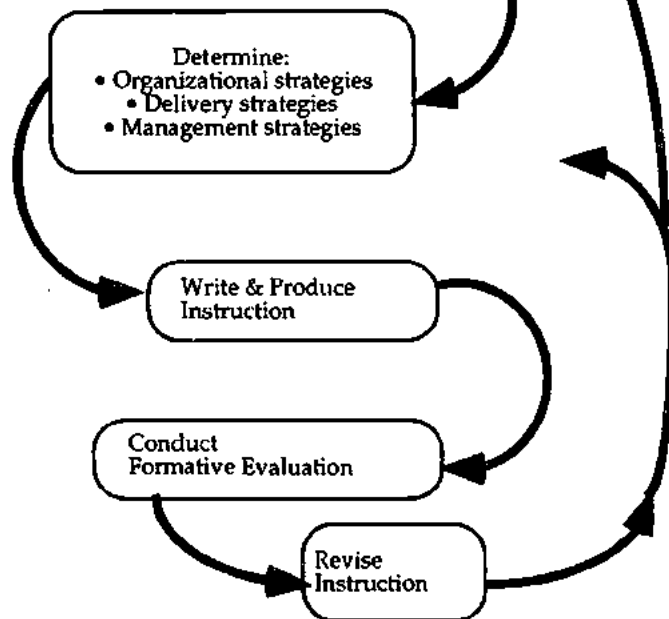 Determine:
• Organizational strategies
• Delivery strategies
• Management strategies
Write & Produce
Instruction
Conduct
Formative Evaluation
Revise
Instruction